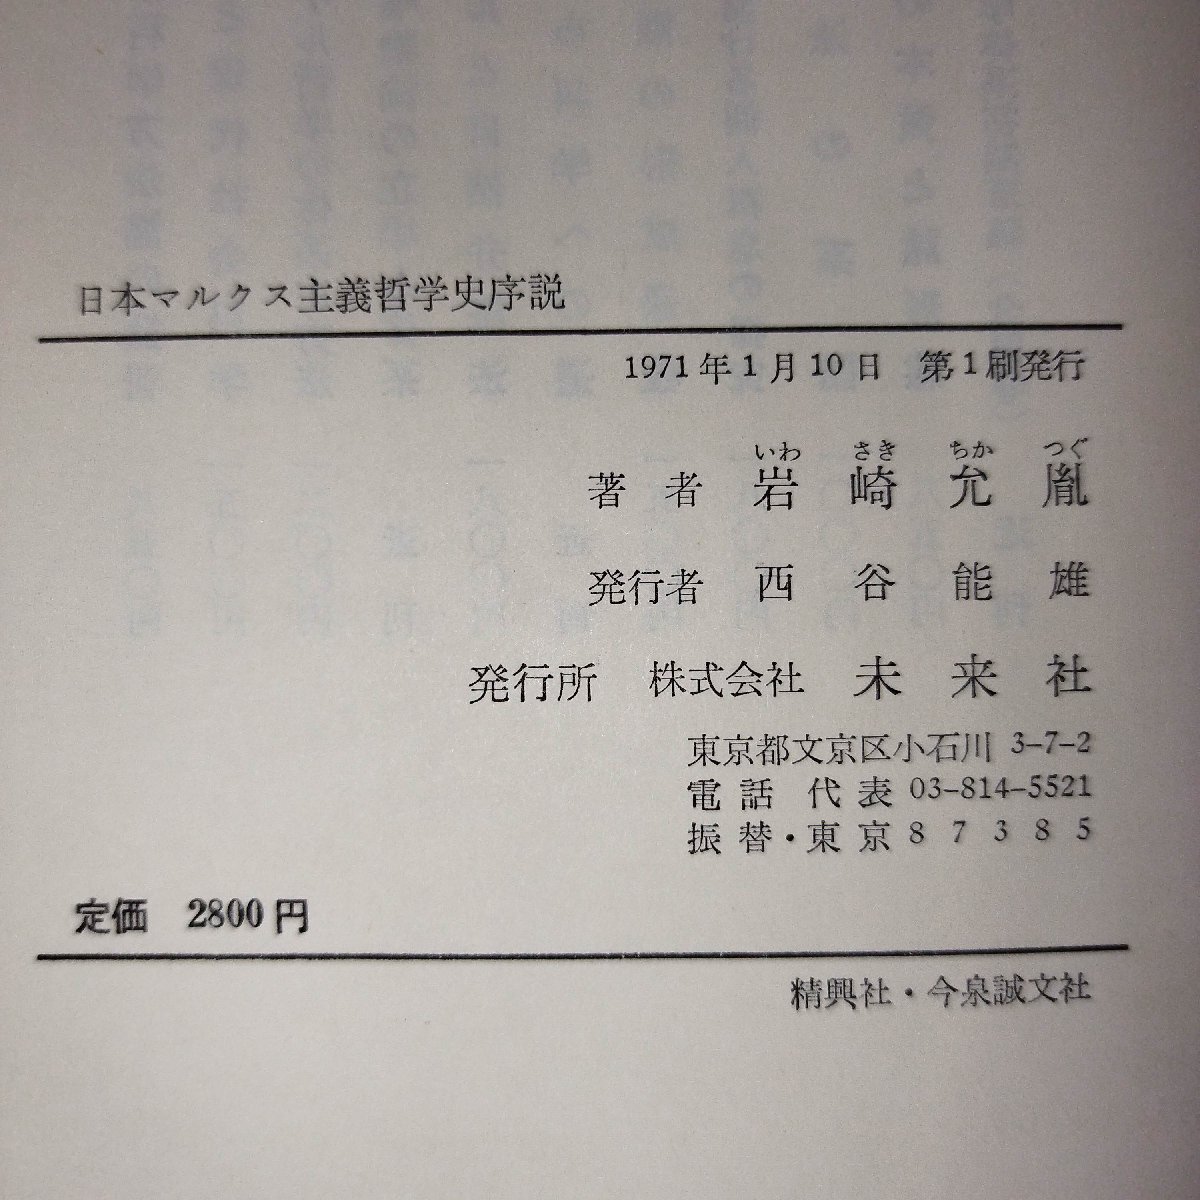 日本マルクス主義哲学史序説
1971年1月10日　第1刷発行
いわ さき ちか つぐ
著者 岩崎允胤
発行者 西谷能雄
発行所 株式会社 未来社
東京都文京区小石川 3-7-2
電話 代表 03-814-5521
振替・東京 87385
定価 2800円
精興社・今泉誠文社